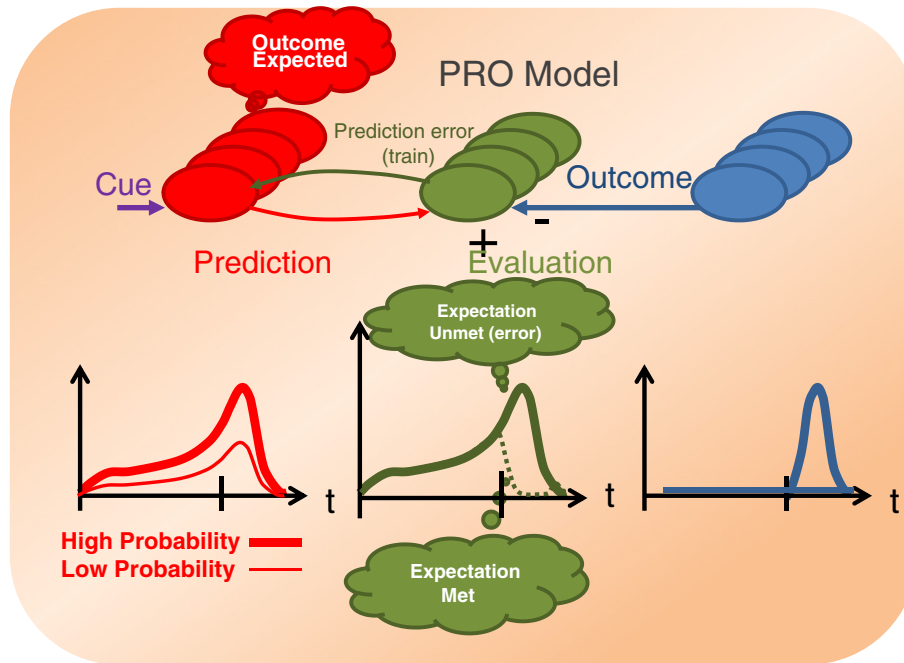 Outcome
Expected
PRO Model
Prediction error
(train)
Cue
Outcome
-
+
Prediction
Evaluation
Expectation
Unmet (error)
t
t
t
High Probability
Low Probability
Expectation
Met